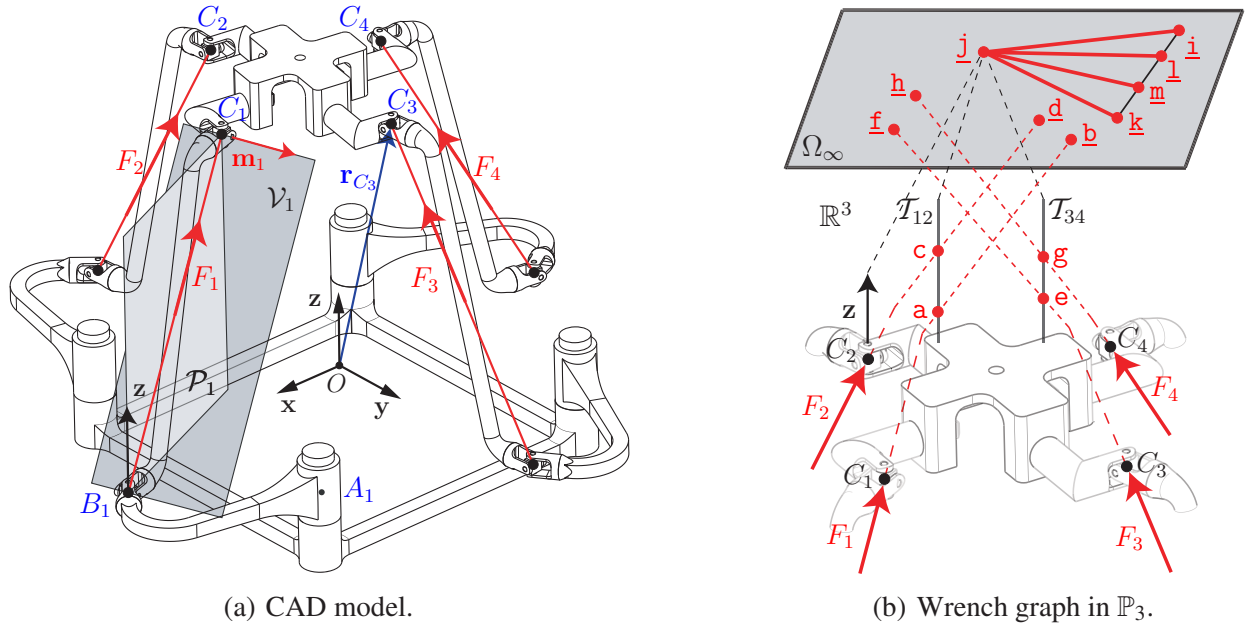 C₂
C₄
C₁
C₃
m₁
F₂
r_C₃
F₄
𝒱₁
F₁
F₃
z
𝒫₁
O
x
y
z
B₁
A₁
(a) CAD model.
j
i
l
m
k
h
f
d
b
Ω∞
ℝ³
𝒯₁₂
𝒯₃₄
c
g
a
e
z
C₂
C₄
F₂
F₄
C₁
C₃
F₁
F₃
(b) Wrench graph in ℙ₃.